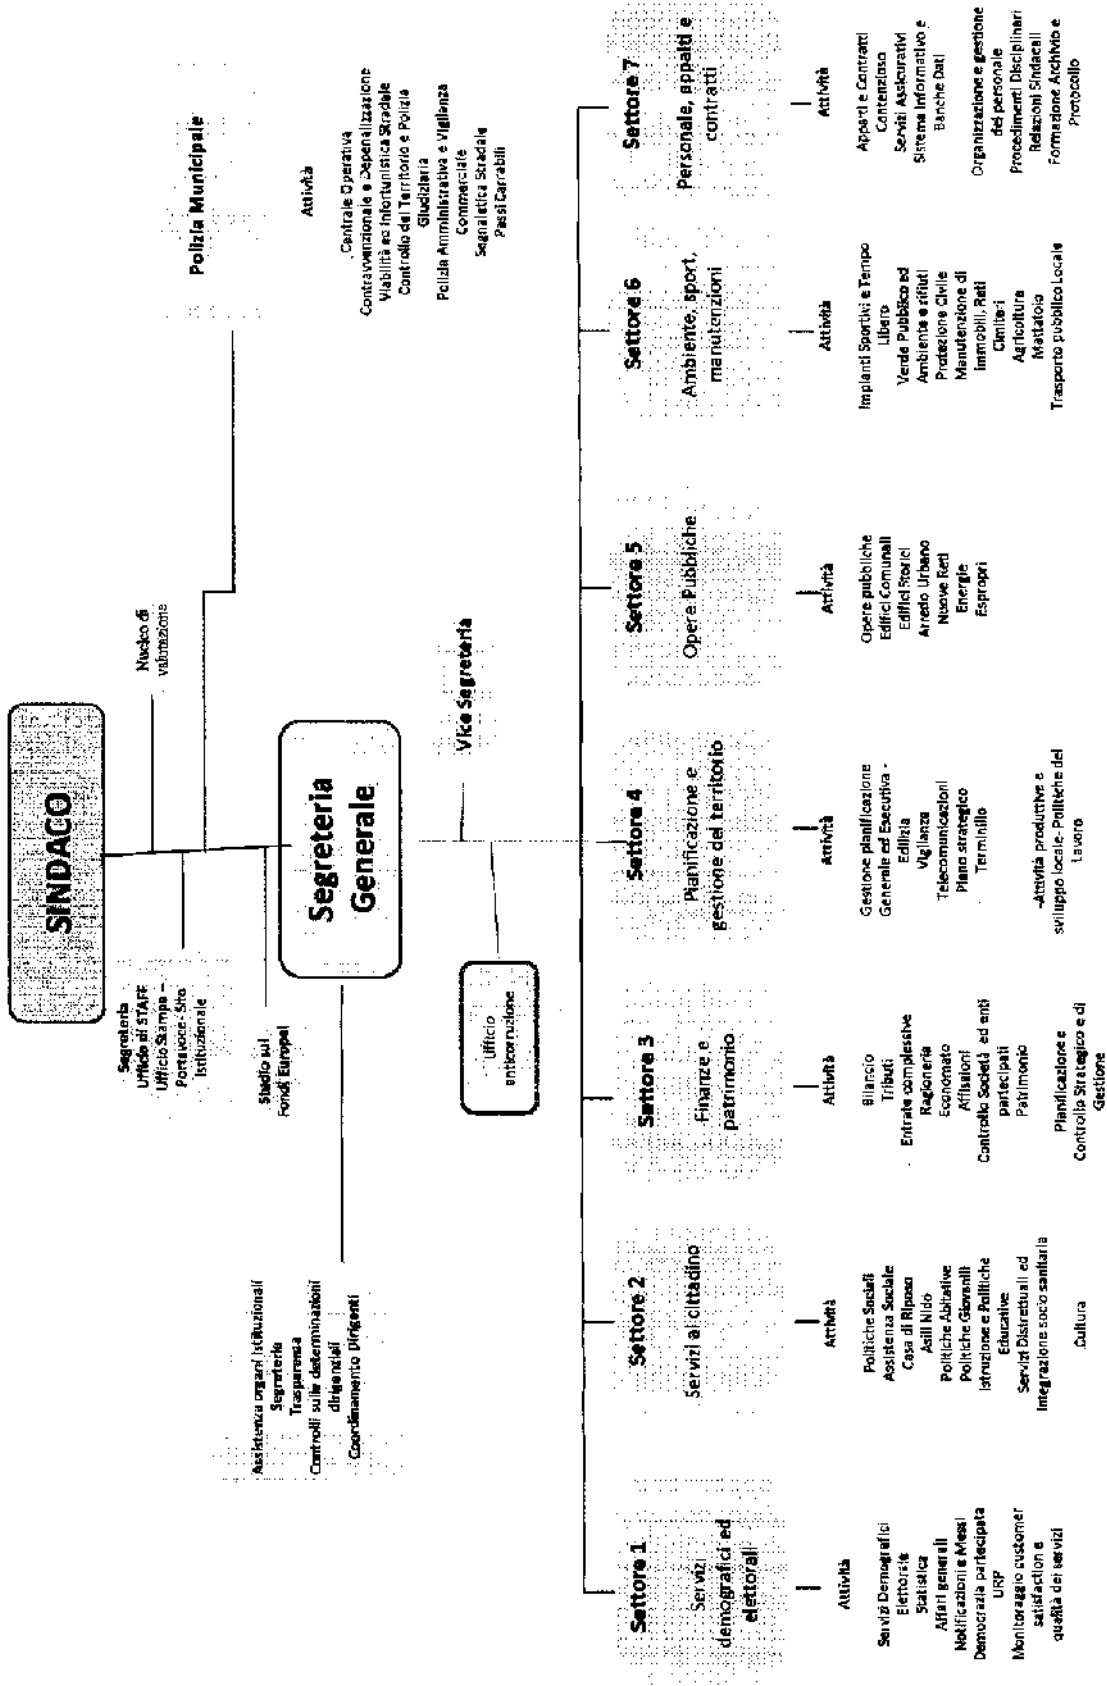 SINDACO
Nucleo di
valutazione
Segreteria
Ufficio di STAFF
Ufficio Stampa –
Portavoce - Sito
Istituzionale
Studio sui
Fondi Europei
Polizia Municipale
Attività
Centrale Operativa
Contravvenzionale e Depenalizzazione
Viabilità ed Infortunistica Stradale
Controllo del Territorio e Polizia
Giudiziaria
Polizia Amministrativa e Vigilanza
Commerciale
Segnaletica Stradale
Passi Carrabili
Segreteria
Generale
Assistenza organi istituzionali
Segreteria
Trasparenza
Controlli sulle determinazioni
dirigenziali
Coordinamento Dirigenti
Vice Segreteria
Ufficio
anticorruzione
Settore 1
Servizi
demografici ed
elettorali
Attività
Servizi Demografici
Elettorale
Statistica
Affari generali
Notificazioni e Messi
Democrazia partecipata
URP
Monitoraggio customer
satisfaction e
qualità dei servizi
Settore 2
Servizi al cittadino
Attività
Politiche Sociali
Assistenza Sociale
Casa di Riposo
Asili Nido
Politiche Abitative
Politiche Giovanili
Istruzione e Politiche
Educative
Servizi Distrettuali ed
Integrazione socio sanitaria
Cultura
Settore 3
Finanze e
patrimonio
Attività
Bilancio
Tributi
Entrate complessive
Ragioneria
Economato
Affissioni
Controllo Società ed enti
partecipati
Patrimonio
Planificazione e
Controllo Strategico e di
Gestione
Settore 4
Pianificazione e
gestione del territorio
Attività
Gestione pianificazione
Generale ed Esecutiva -
Edilizia
Vigilanza
Telecomunicazioni
Piano strategico
Terminillo
-Attività produttive e
sviluppo locale- Politiche del
Lavoro
Settore 5
Opere Pubbliche
Attività
Opere pubbliche
Edifici Comunali
Edifici Storici
Arredo Urbano
Nuove Reti
Energie
Espropri
Settore 6
Ambiente, sport,
manutenzioni
Attività
Impianti Sportivi e Tempo
Libero
Verde Pubblico ed
Ambiente e rifiuti
Protezione Civile
Manutenzione di
immobili, Reti
Cimiteri
Agricoltura
Mattatoio
Trasporto pubblico Locale
Settore 7
Personale, appalti e
contratti
Attività
Appalti e Contratti
Contenzioso
Servizi Assicurativi
Sistema Informativo e
Banche Dati
Organizzazione e gestione
del personale
Procedimenti Disciplinari
Relazioni Sindacali
Formazione Archivio e
Protocollo